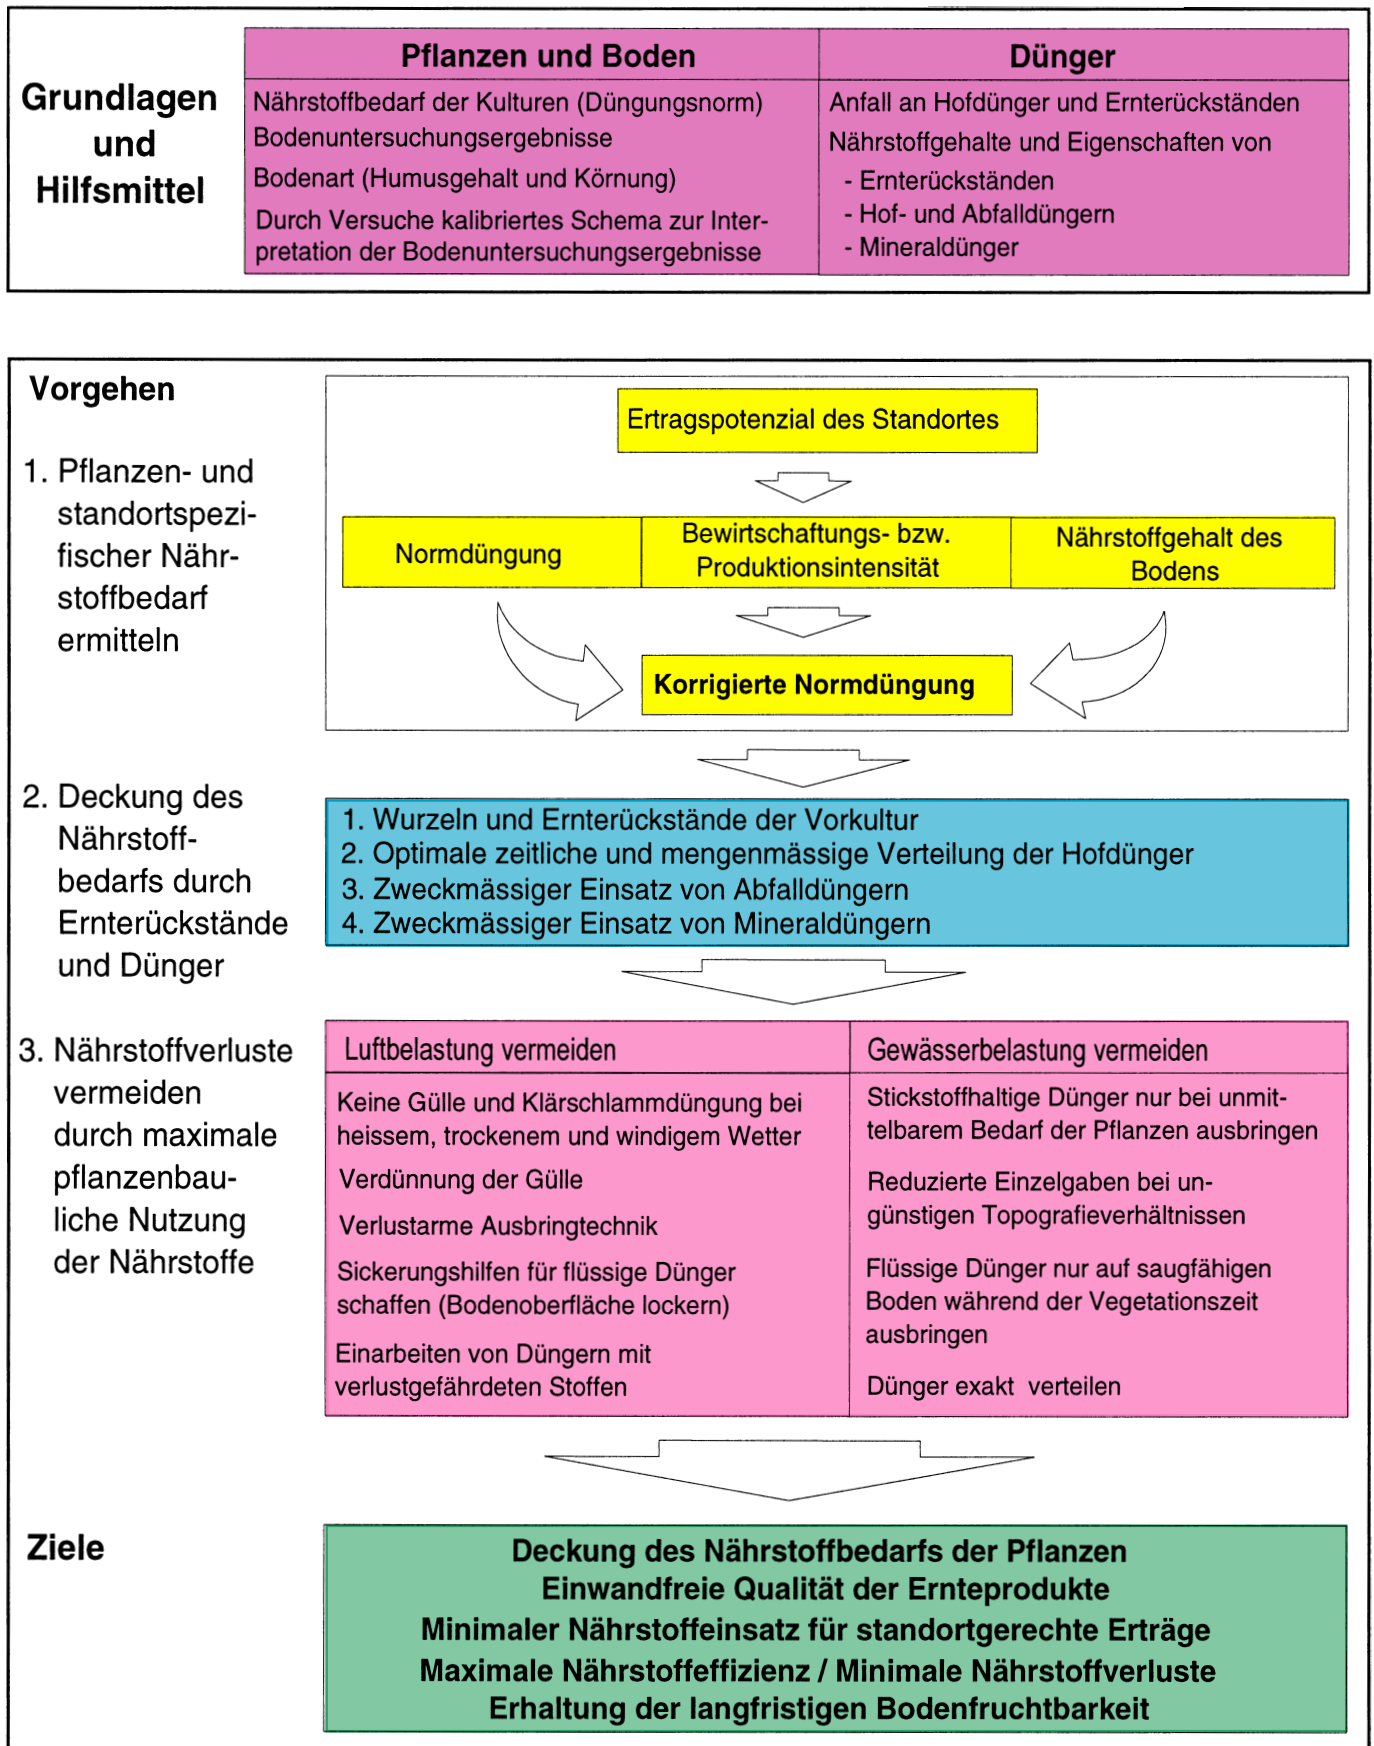 Grundlagen
und
Hilfsmittel
Pflanzen und Boden
Nährstoffbedarf der Kulturen (Düngungsnorm)
Bodenuntersuchungsergebnisse
Bodenart (Humusgehalt und Körnung)
Durch Versuche kalibriertes Schema zur Inter-
pretation der Bodenuntersuchungsergebnisse
Dünger
Anfall an Hofdünger und Ernterückständen
Nährstoffgehalte und Eigenschaften von
- Ernterückständen
- Hof- und Abfalldüngern
- Mineraldünger
Vorgehen
1. Pflanzen- und
standortspezi-
fischer Nähr-
stoffbedarf
ermitteln
Ertragspotenzial des Standortes
Normdüngung
Bewirtschaftungs- bzw.
Produktionsintensität
Nährstoffgehalt des
Bodens
Korrigierte Normdüngung
2. Deckung des
Nährstoff-
bedarfs durch
Ernterückstände
und Dünger
1. Wurzeln und Ernterückstände der Vorkultur
2. Optimale zeitliche und mengenmässige Verteilung der Hofdünger
3. Zweckmässiger Einsatz von Abfalldüngern
4. Zweckmässiger Einsatz von Mineraldüngern
3. Nährstoffverluste
vermeiden
durch maximale
pflanzenbau-
liche Nutzung
der Nährstoffe
Luftbelastung vermeiden
Keine Gülle und Klärschlammdüngung bei
heissem, trockenem und windigem Wetter
Verdünnung der Gülle
Verlustarme Ausbringtechnik
Sickerungshilfen für flüssige Dünger
schaffen (Bodenoberfläche lockern)
Einarbeiten von Düngern mit
verlustgefährdeten Stoffen
Gewässerbelastung vermeiden
Stickstoffhaltige Dünger nur bei unmit-
telbarem Bedarf der Pflanzen ausbringen
Reduzierte Einzelgaben bei un-
günstigen Topografieverhältnissen
Flüssige Dünger nur auf saugfähigen
Boden während der Vegetationszeit
ausbringen
Dünger exakt verteilen
Ziele
Deckung des Nährstoffbedarfs der Pflanzen
Einwandfreie Qualität der Ernteprodukte
Minimaler Nährstoffeinsatz für standortgerechte Erträge
Maximale Nährstoffeffizienz / Minimale Nährstoffverluste
Erhaltung der langfristigen Bodenfruchtbarkeit